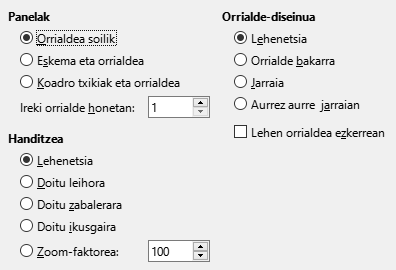 Panelak
Orrialdea soilik
Eskema eta orrialdea
Koadro txikiak eta orrialdea
Ireki orrialde honetan: 1
Handitzea
Lehenetsia
Doitu leihora
Doitu zabalerara
Doitu ikusgaira
Zoom-faktorea: 100
Orrialde-diseinua
Lehenetsia
Orrialde bakarra
Jarraia
Aurrez aurre jarraian
Lehen orrialdea ezkerrean